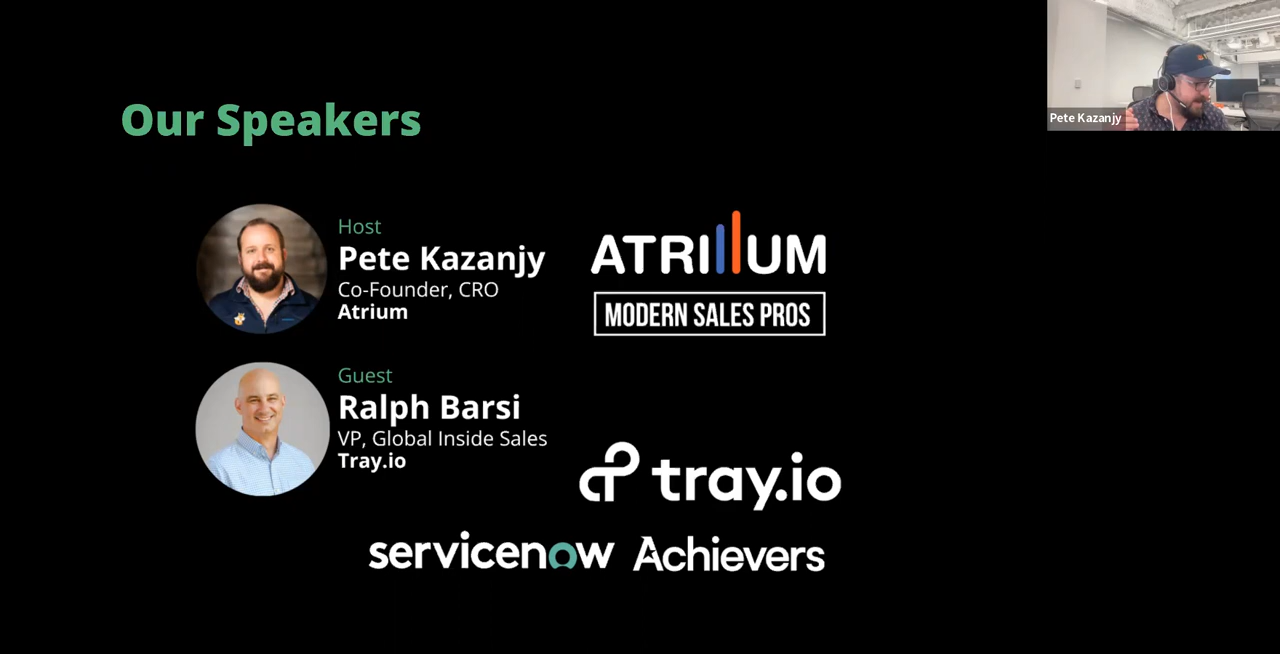 Our Speakers
Pete Kazanjy
Host
Pete Kazanjy
Co-Founder, CRO
Atrium
ATRIUM
MODERN SALES PROS
Guest
Ralph Barsi
VP, Global Inside Sales
Tray.io
tray.io
servicenow
Achievers